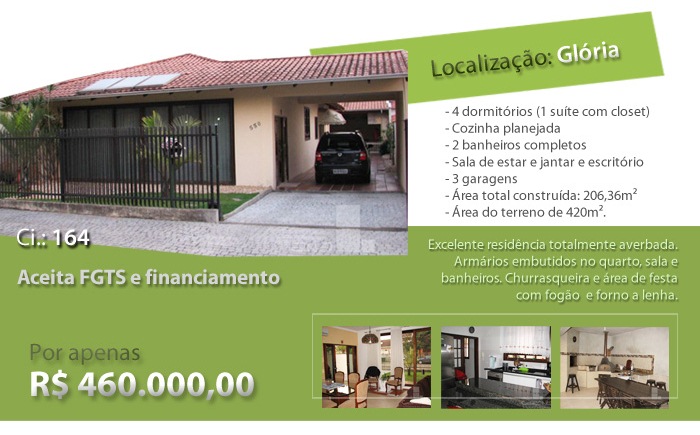 Localização: Glória
- 4 dormitórios (1 suíte com closet)
- Cozinha planejada
- 2 banheiros completos
- Sala de estar e jantar e escritório
- 3 garagens
- Área total construída: 206,36m²
- Área do terreno de 420m².
Ci.: 164
Aceita FGTS e financiamento
Excelente residência totalmente averbada.
Armários embutidos no quarto, sala e
banheiros. Churrasqueira e área de festa
com fogão e forno a lenha.
Por apenas
R$ 460.000,00